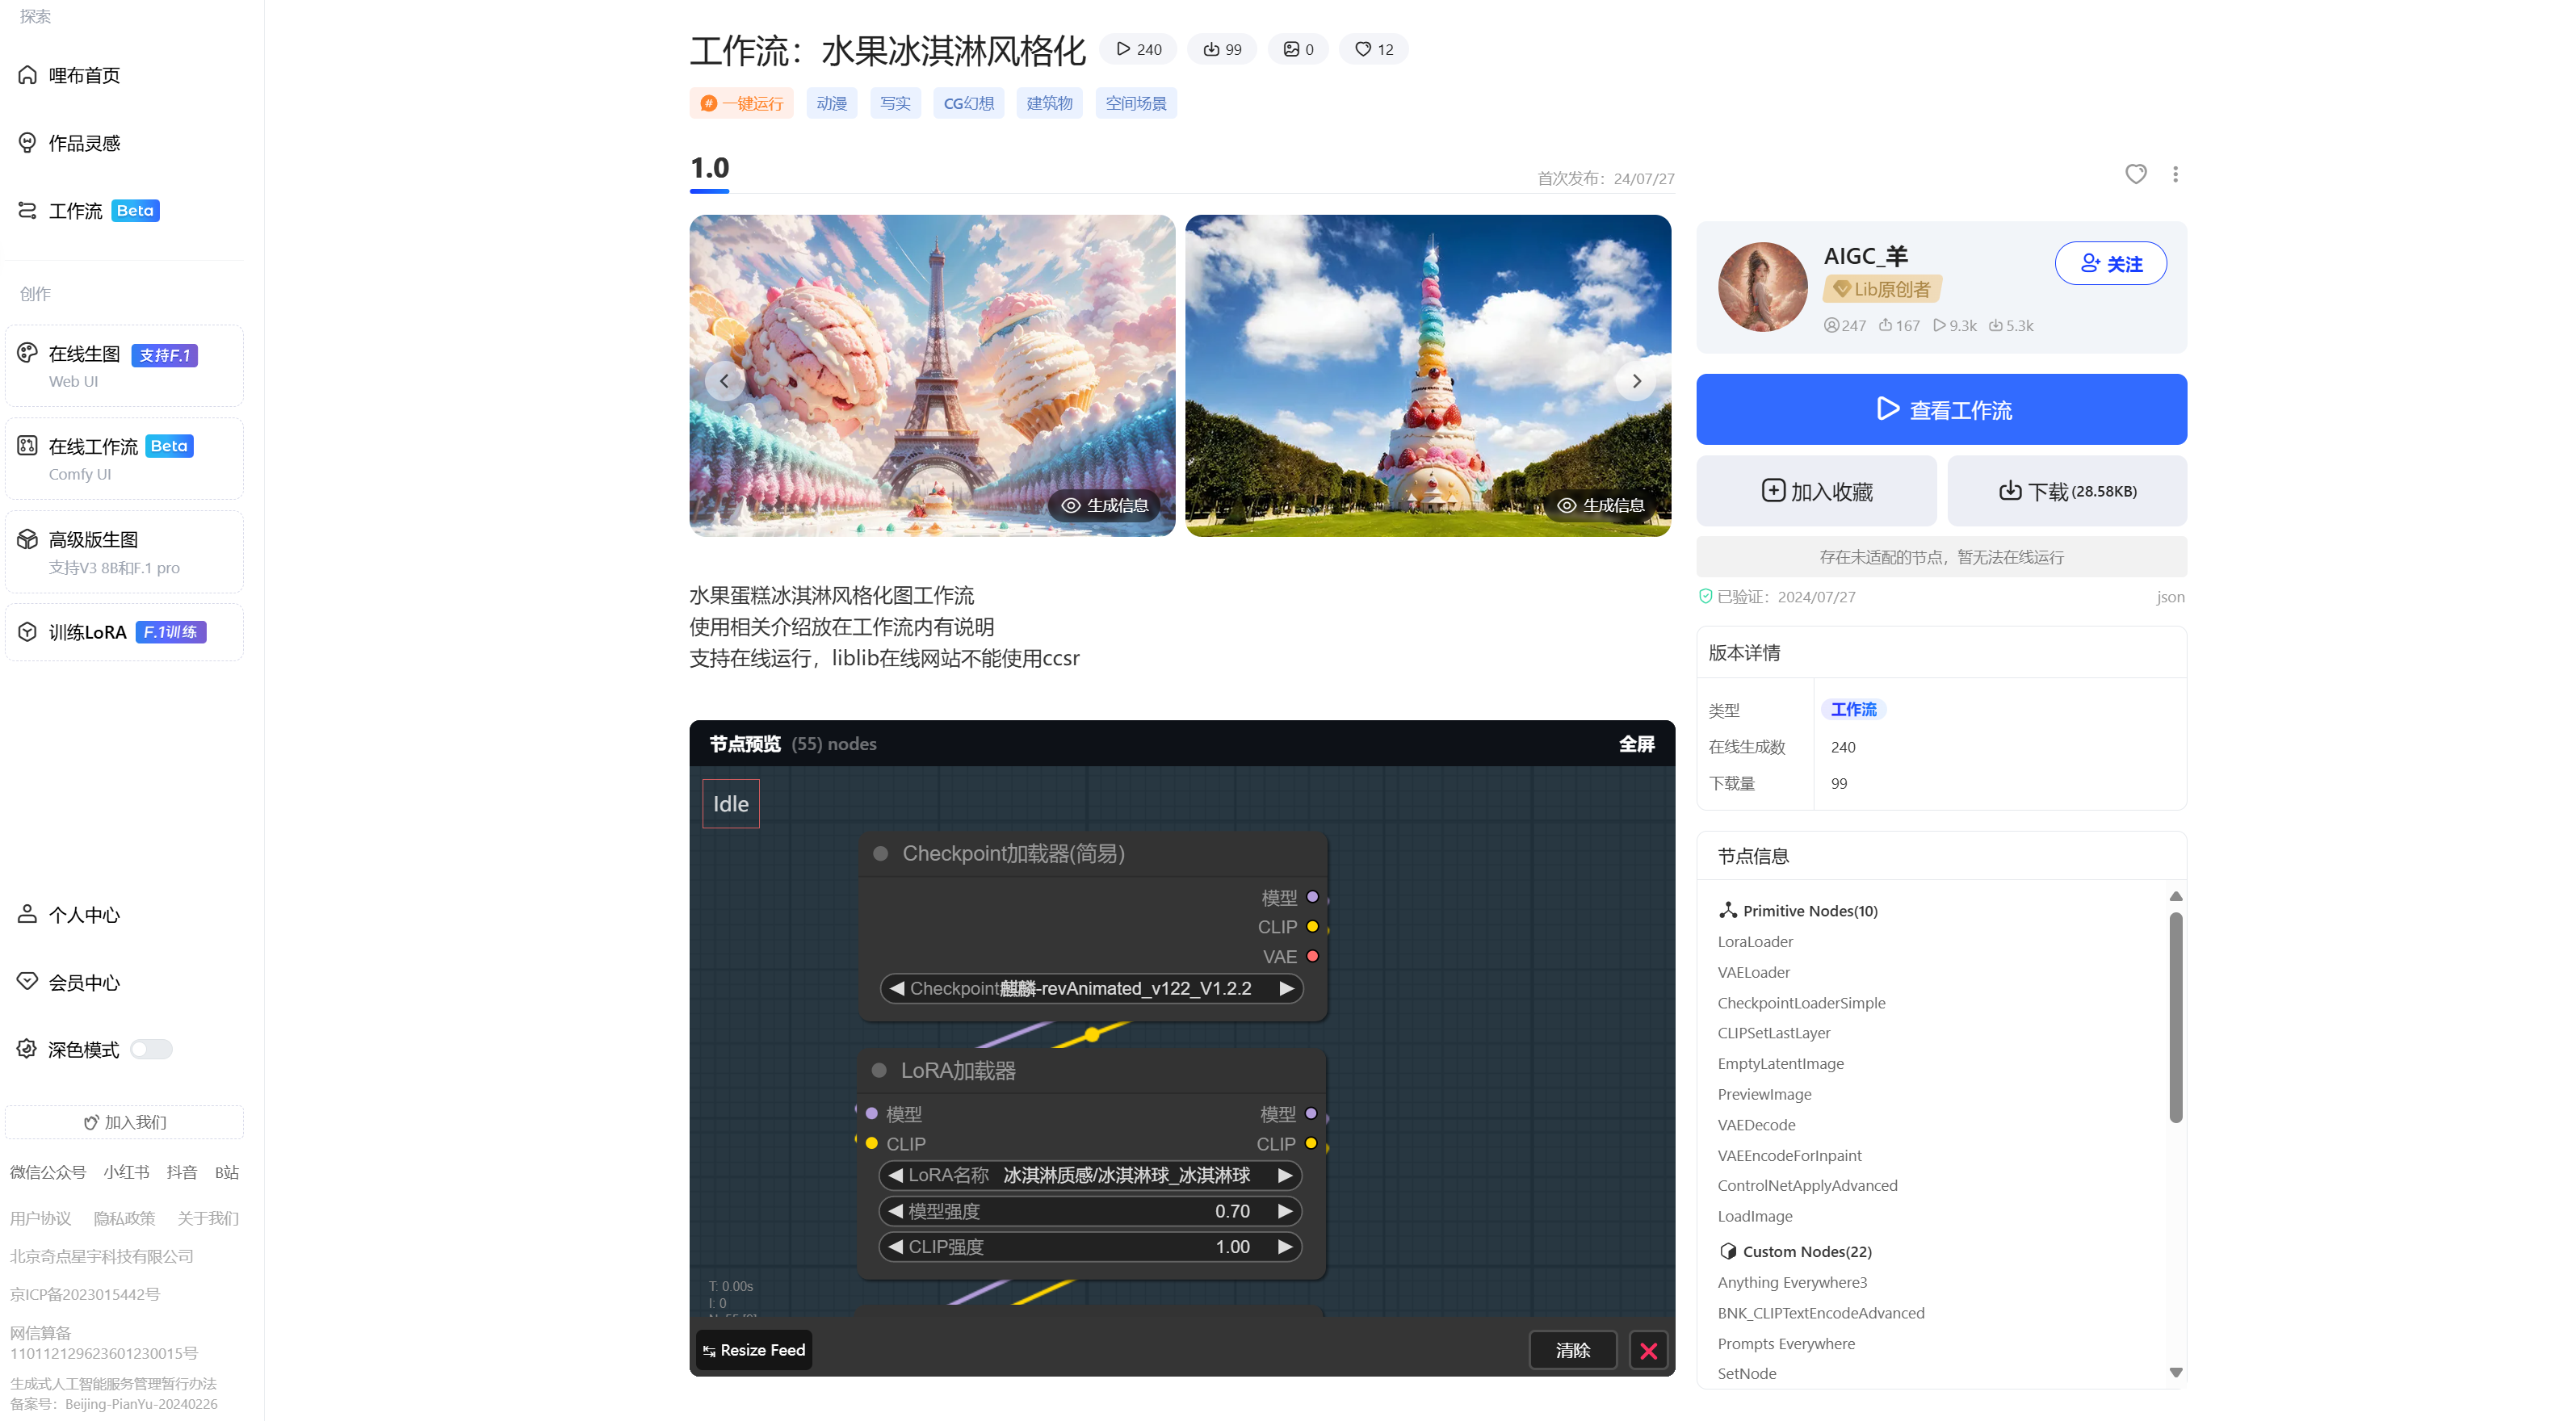 探索
哩布首页
作品灵感
工作流 Beta
创作
在线生图 支持F.1
Web UI
在线工作流 Beta
Comfy UI
高级版生图
支持V3 8B和F.1 pro
训练LoRA F.1训练
个人中心
会员中心
深色模式
加入我们
微信公众号 小红书 抖音 B站
用户协议 隐私政策 关于我们
北京奇点星宇科技有限公司
京ICP备2023015442号
网信算备
110112129623601230015号
生成式人工智能服务管理暂行办法
备案号：Beijing-PianYu-20240226
工作流：水果冰淇淋风格化 240 99 0 12
一键运行 动漫 写实 CG幻想 建筑物 空间场景
1.0
首次发布：24/07/27
生成信息
生成信息
水果蛋糕冰淇淋风格化图工作流
使用相关介绍放在工作流内有说明
支持在线运行，liblib在线网站不能使用ccsr
节点预览 (55) nodes 全屏
Idle
Checkpoint加载器(简易)
模型
CLIP
VAE
Checkpoint 麒麟-revAnimated_v122_V1.2.2
LoRA加载器
模型 模型
CLIP CLIP
LoRA名称 冰淇淋质感/冰淇淋球_冰淇淋球
模型强度 0.70
CLIP强度 1.00
T: 0.00s
I: 0
Resize Feed 清除
AIGC_羊
关注
Lib原创者
247 167 9.3k 5.3k
查看工作流
加入收藏
下载(28.58KB)
存在未适配的节点，暂无法在线运行
已验证：2024/07/27 json
版本详情
类型 工作流
在线生成数 240
下载量 99
节点信息
Primitive Nodes(10)
LoraLoader
VAELoader
CheckpointLoaderSimple
CLIPSetLastLayer
EmptyLatentImage
PreviewImage
VAEDecode
VAEEncodeForInpaint
ControlNetApplyAdvanced
LoadImage
Custom Nodes(22)
Anything Everywhere3
BNK_CLIPTextEncodeAdvanced
Prompts Everywhere
SetNode